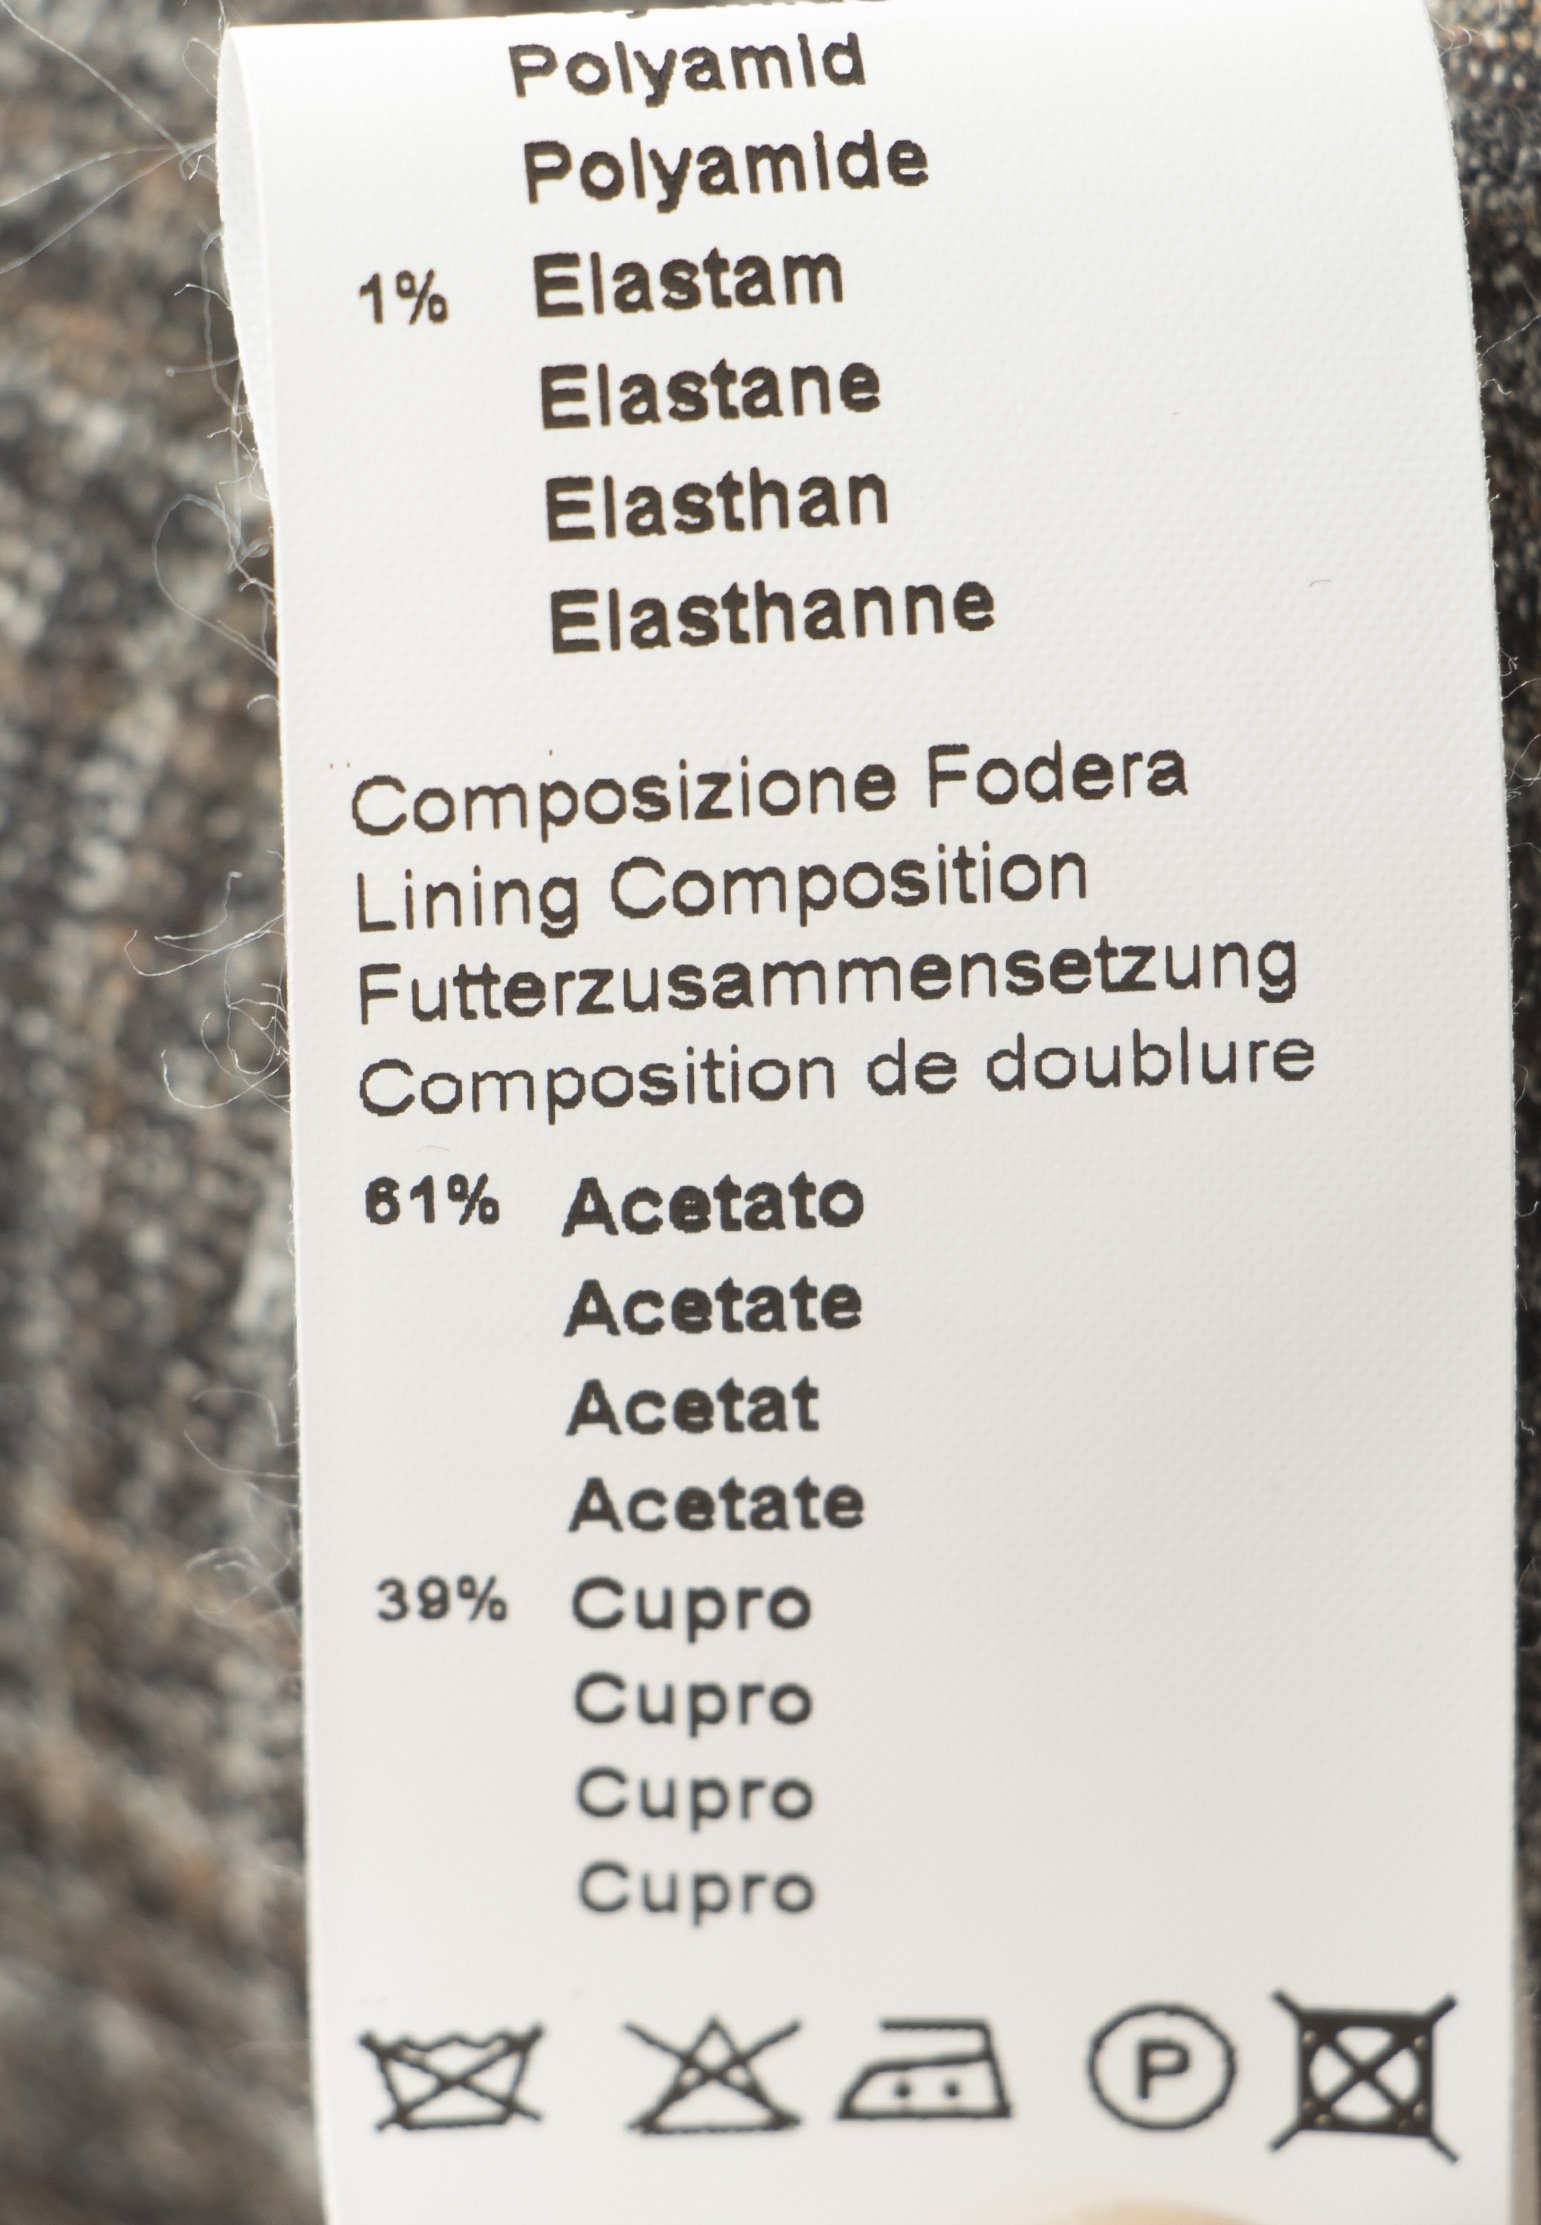 Polyamid
Polyamide
1% Elastam
Elastane
Elasthan
Elasthanne
Composizione Fodera
Lining Composition
Futterzusammensetzung
Composition de doublure
61% Acetato
Acetate
Acetat
Acetate
39% Cupro
Cupro
Cupro
Cupro
P